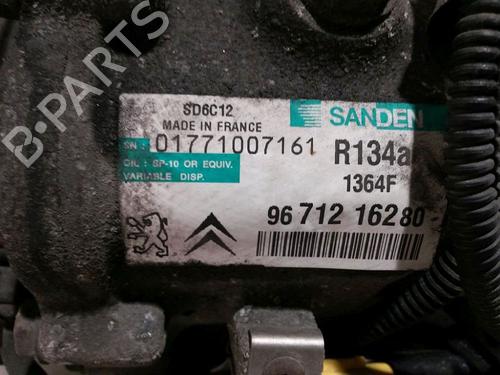 B-PARTS
SD6C12
MADE IN FRANCE
SANDEN
SN : 01771007161
R134a
OIL : SP-10 OR EQUIV.
VARIABLE DISP.
1364F
96 712 16280